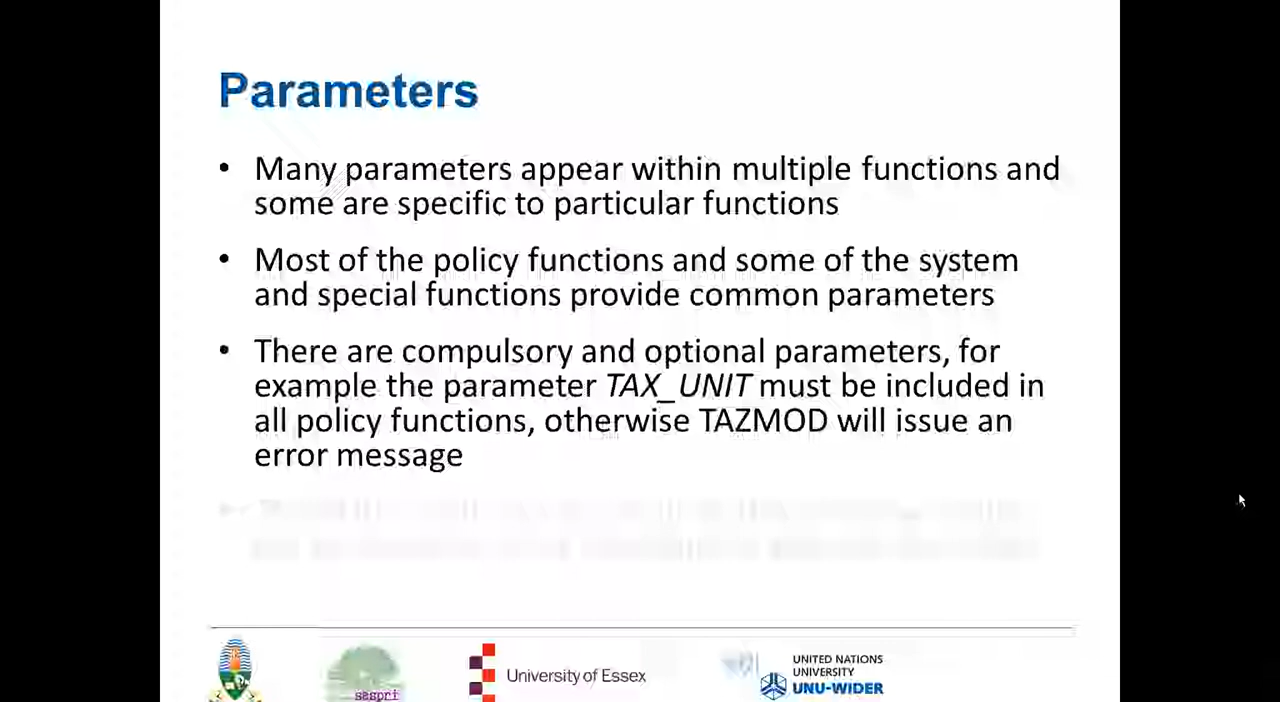 Parameters
• Many parameters appear within multiple functions and
some are specific to particular functions
• Most of the policy functions and some of the system
and special functions provide common parameters
• There are compulsory and optional parameters, for
example the parameter TAX_UNIT must be included in
all policy functions, otherwise TAZMOD will issue an
error message
saspri
University of Essex
UNITED NATIONS
UNIVERSITY
UNU-WIDER